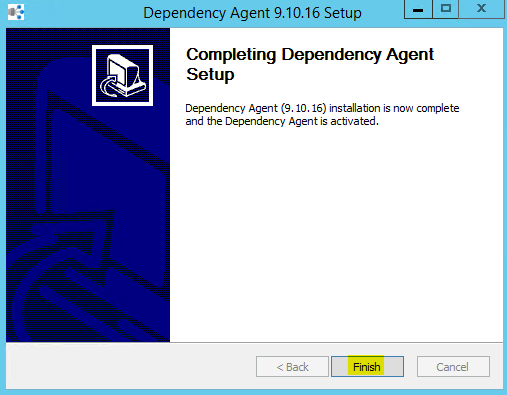 Dependency Agent 9.10.16 Setup
Completing Dependency Agent
Setup
Dependency Agent (9.10.16) installation is now complete
and the Dependency Agent is activated.
< Back
Finish
Cancel